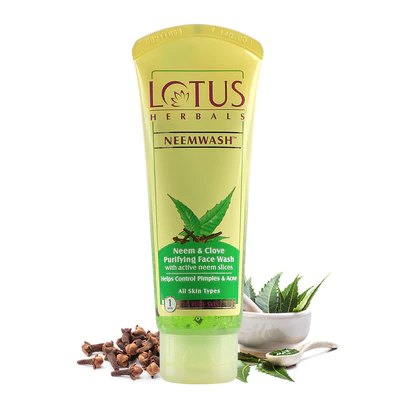 LOTUS
HERBALS
NEEMWASH™
Neem & Clove
Purifying Face Wash
with active neem slices
Helps Control Pimples & Acne
All Skin Types
1